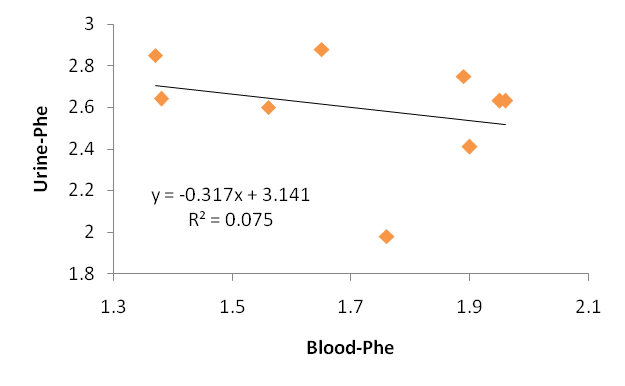 3
2.8
2.6
2.4
2.2
2
1.8
Urine-Phe
y = -0.317x + 3.141
R² = 0.075
1.3 1.5 1.7 1.9 2.1
Blood-Phe